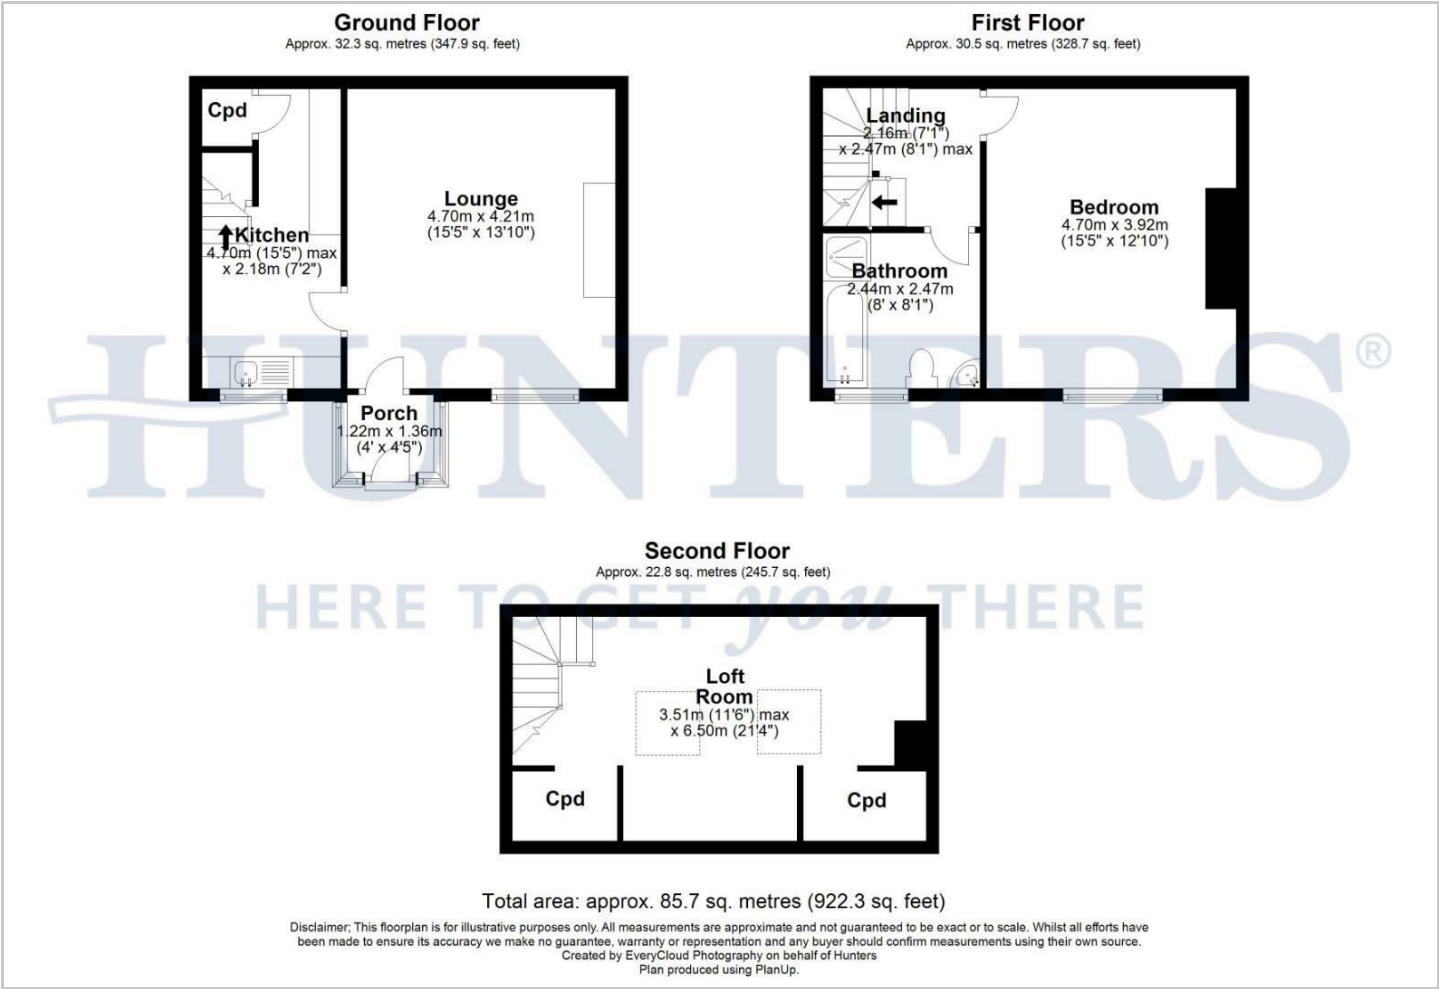 Ground Floor
Approx. 32.3 sq. metres (347.9 sq. feet)
Cpd
Lounge
4.70m x 4.21m
(15'5" x 13'10")
Kitchen
4.70m (15'5") max
x 2.18m (7'2")
Porch
1.22m x 1.36m
(4' x 4'5")
First Floor
Approx. 30.5 sq. metres (328.7 sq. feet)
Landing
2.16m (7'1")
x 2.47m (8'1") max
Bedroom
4.70m x 3.92m
(15'5" x 12'10")
Bathroom
2.44m x 2.47m
(8' x 8'1")
HUNTERS®
HERE TO GET you THERE
Second Floor
Approx. 22.8 sq. metres (245.7 sq. feet)
Loft
Room
3.51m (11'6") max
x 6.50m (21'4")
Cpd
Cpd
Total area: approx. 85.7 sq. metres (922.3 sq. feet)
Disclaimer; This floorplan is for illustrative purposes only. All measurements are approximate and not guaranteed to be exact or to scale. Whilst all efforts have
been made to ensure its accuracy we make no guarantee, warranty or representation and any buyer should confirm measurements using their own source.
Created by EveryCloud Photography on behalf of Hunters
Plan produced using PlanUp.